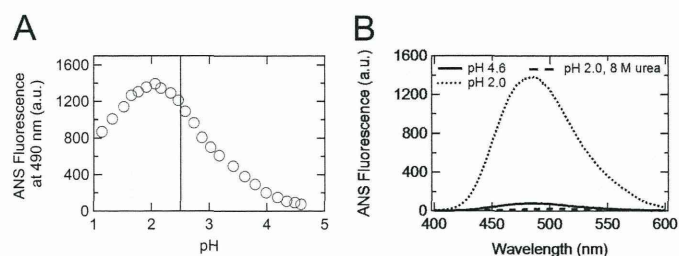 A
ANS Fluorescence
at 490 nm (a.u.)
1600
1200
800
400
0
1
2
3
4
5
pH
B
ANS Fluorescence (a.u.)
1600
1200
800
400
0
pH 4.6
pH 2.0, 8 M urea
pH 2.0
400
450
500
550
600
Wavelength (nm)